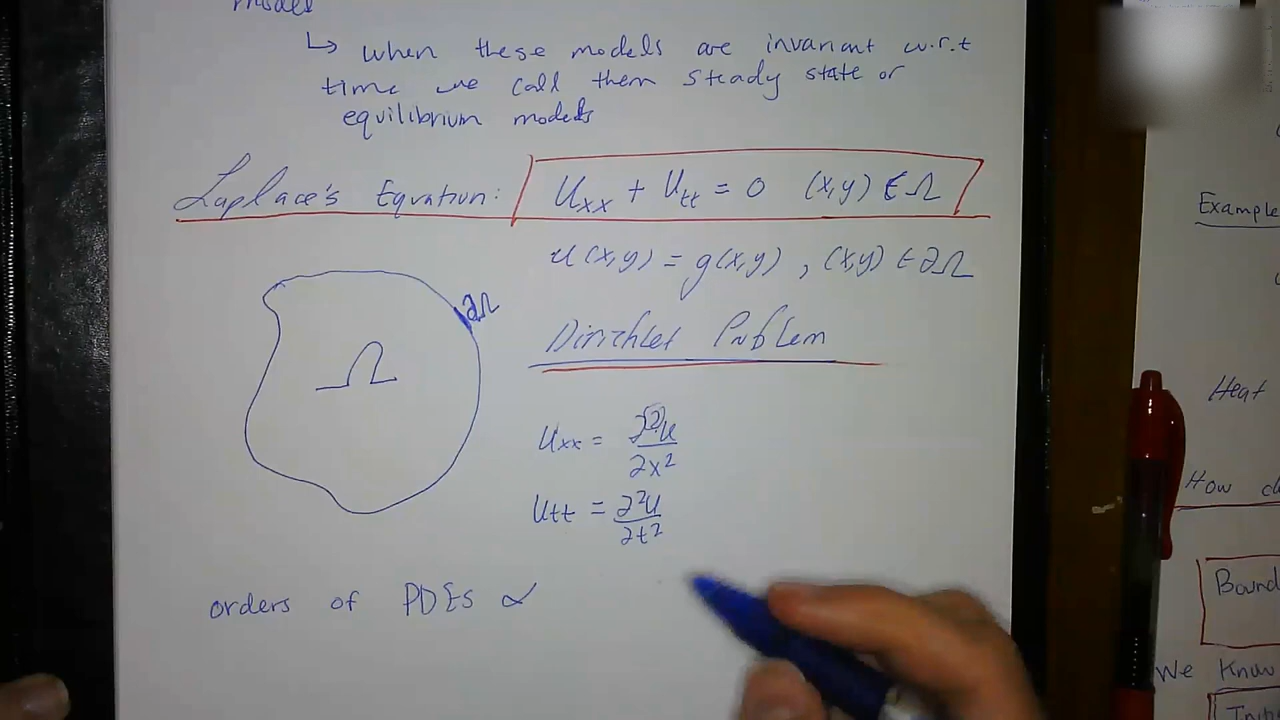 model
↳ when these models are invariant w.r.t
time we call them steady state or
equilibrium models
Laplace's Equation: Uxx + Utt = 0 (x,y) ∈ Ω
u(x,y) = g(x,y), (x,y) ∈ ∂Ω
∂Ω
Dirichlet Problem
Ω
Uxx = ∂²u/∂x²
Utt = ∂²u/∂t²
orders of PDEs α
Example
Heat
How d
Bound
We Know